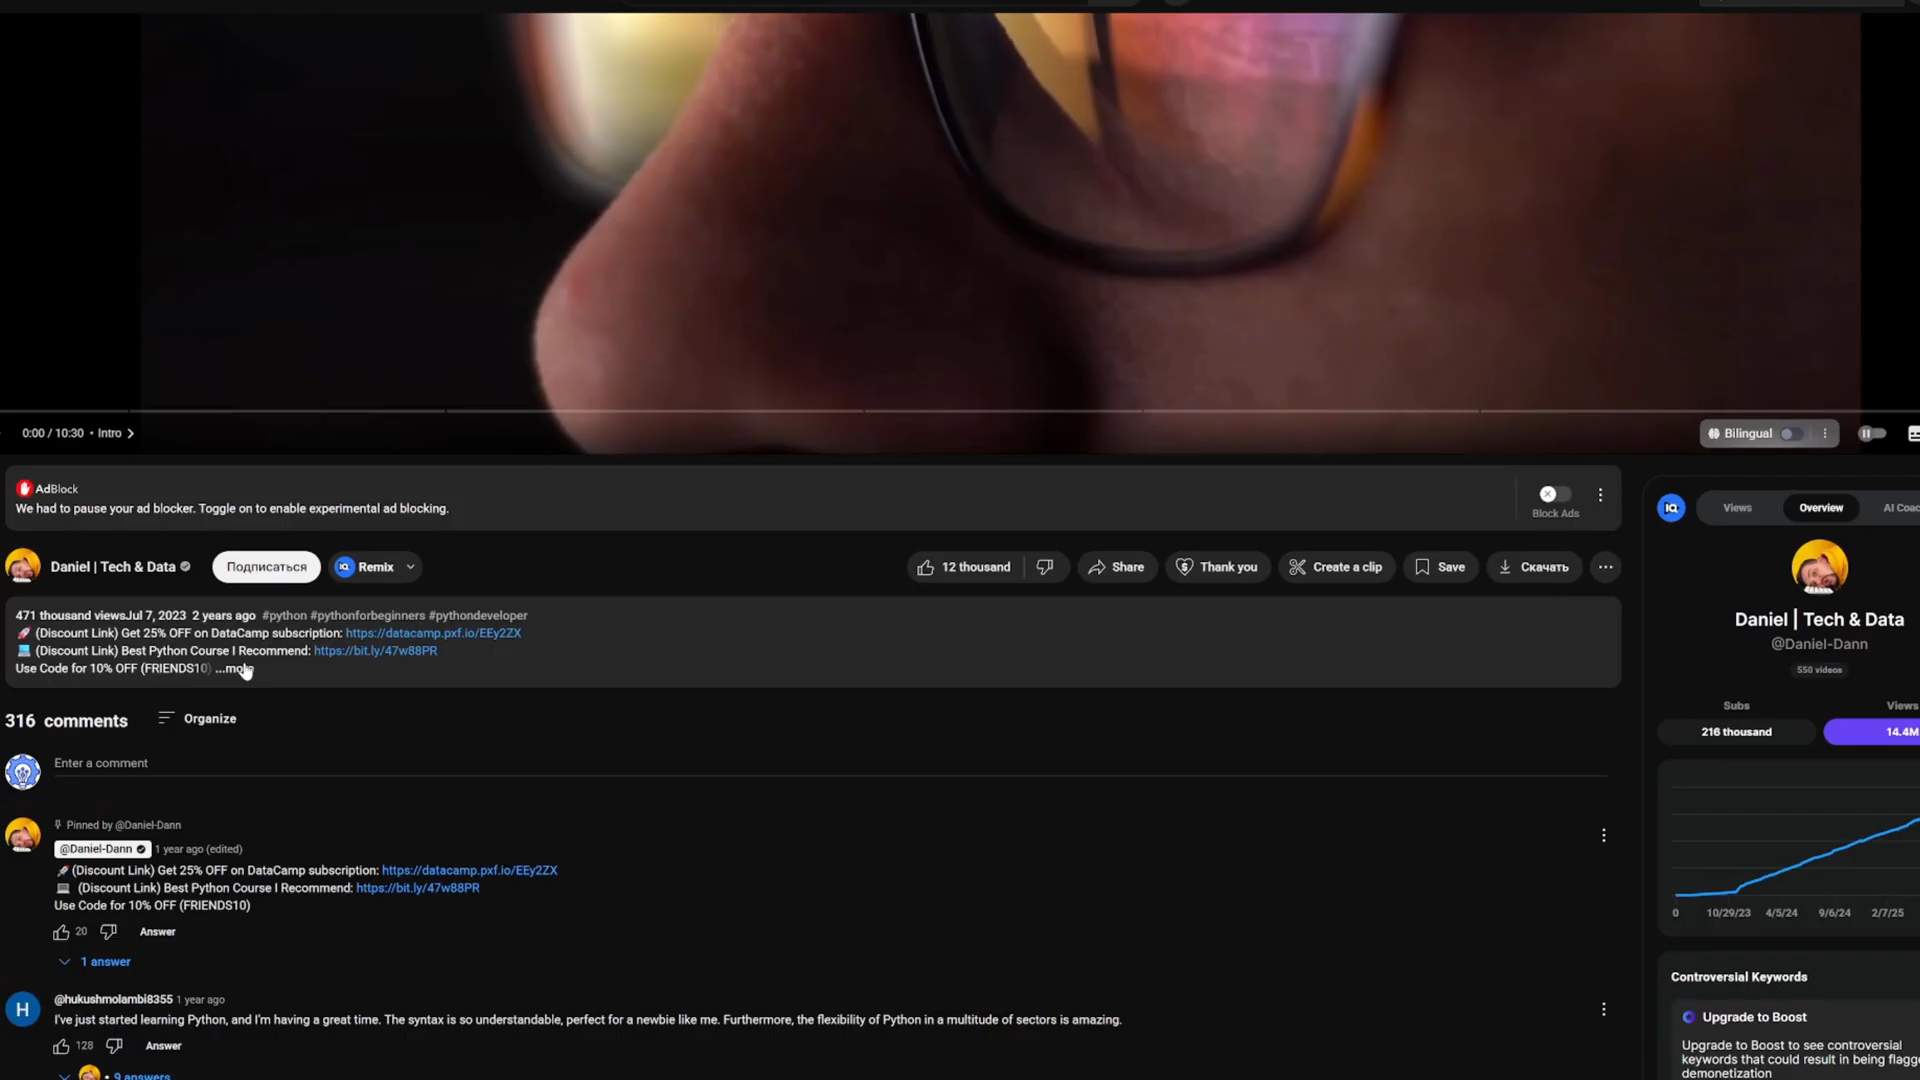 0:00 / 10:30 • Intro
Bilingual
AdBlock
We had to pause your ad blocker. Toggle on to enable experimental ad blocking.
Block Ads
Daniel | Tech & Data
Подписаться
Remix
12 thousand
Share
Thank you
Create a clip
Save
Скачать
471 thousand viewsJul 7, 2023 2 years ago #python #pythonforbeginners #pythondeveloper
🚀 (Discount Link) Get 25% OFF on DataCamp subscription: https://datacamp.pxf.io/EEy2ZX
💻 (Discount Link) Best Python Course I Recommend: https://bit.ly/47w88PR
Use Code for 10% OFF (FRIENDS10) ...more
316 comments
Organize
Enter a comment
Pinned by @Daniel-Dann
@Daniel-Dann 1 year ago (edited)
🚀 (Discount Link) Get 25% OFF on DataCamp subscription: https://datacamp.pxf.io/EEy2ZX
💻 (Discount Link) Best Python Course I Recommend: https://bit.ly/47w88PR
Use Code for 10% OFF (FRIENDS10)
20
Answer
1 answer
H
@hukushmolambi8355 1 year ago
I've just started learning Python, and I'm having a great time. The syntax is so understandable, perfect for a newbie like me. Furthermore, the flexibility of Python in a multitude of sectors is amazing.
128
Answer
9 answers
IQ
Views
Overview
AI Coac
Daniel | Tech & Data
@Daniel-Dann
550 videos
Subs
Views
216 thousand
14.4M
0
10/29/23
4/5/24
9/6/24
2/7/25
Controversial Keywords
Upgrade to Boost
Upgrade to Boost to see controversial
keywords that could result in being flagge
demonetization